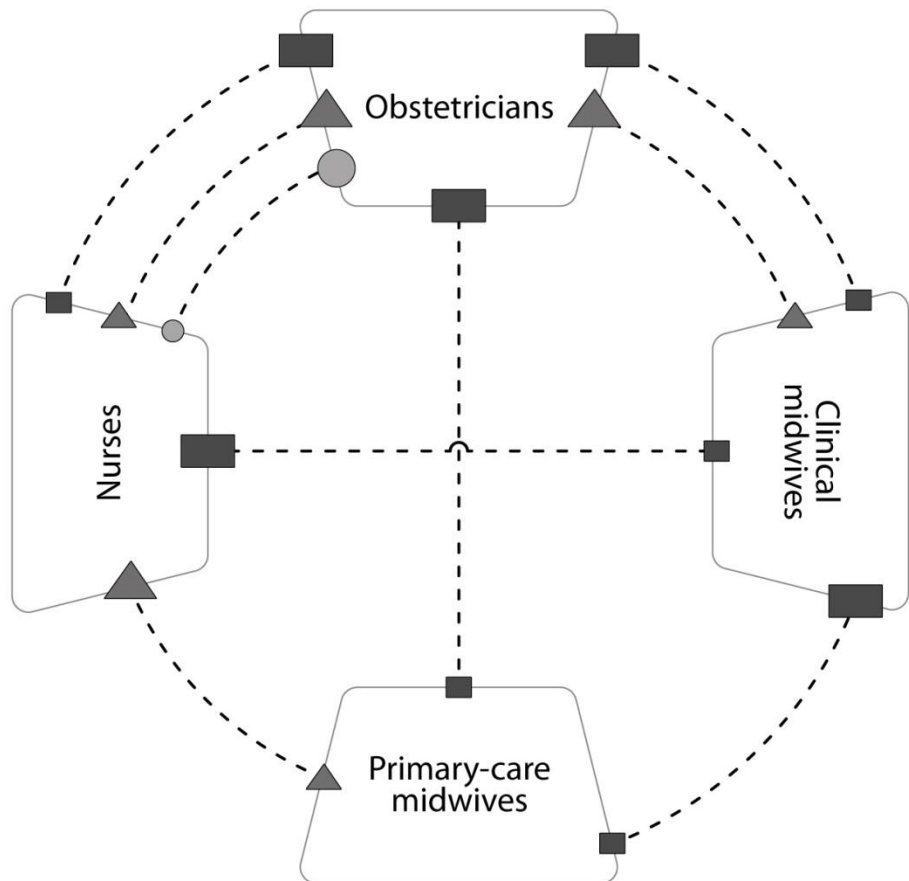 Obstetricians
Nurses
Clinical
midwives
Primary-care
midwives